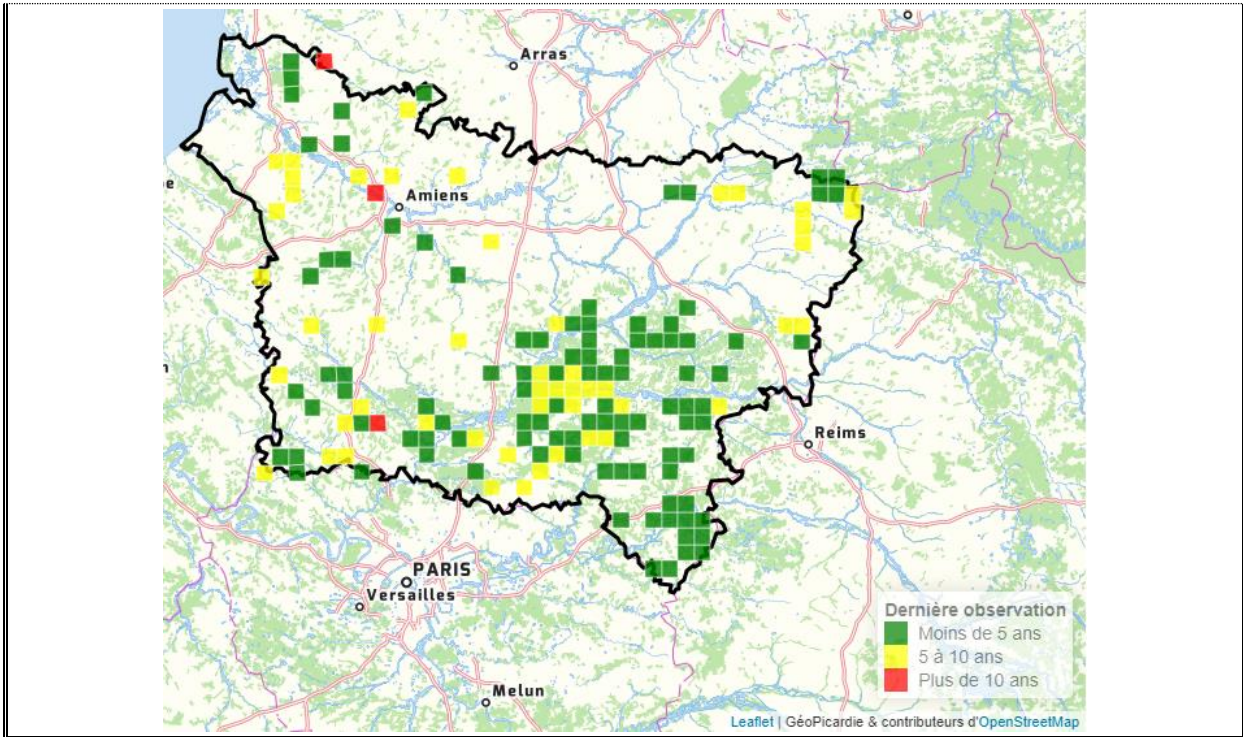 Arras
e
Amiens
n
Reims
PARIS
Versailles
Melun
Dernière observation
Moins de 5 ans
5 à 10 ans
Plus de 10 ans
Leaflet | GéoPicardie & contributeurs d'OpenStreetMap